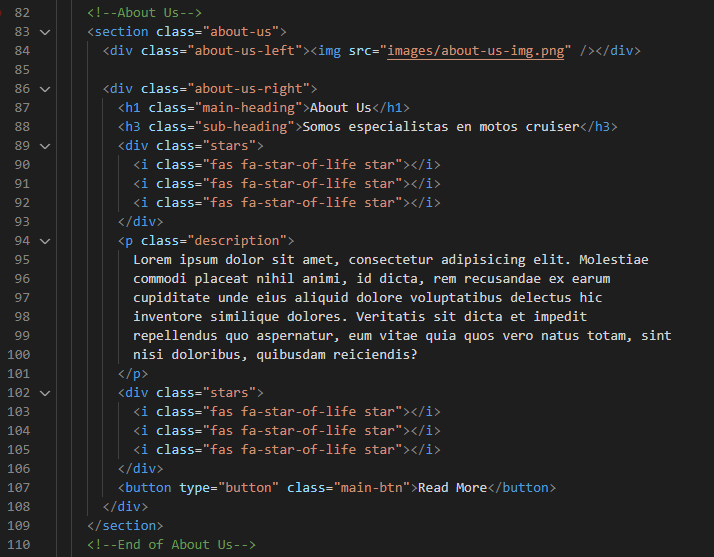 82 <!--About Us-->
83 <section class="about-us">
84 <div class="about-us-left"><img src="images/about-us-img.png" /></div>
85
86 <div class="about-us-right">
87 <h1 class="main-heading">About Us</h1>
88 <h3 class="sub-heading">Somos especialistas en motos cruiser</h3>
89 <div class="stars">
90 <i class="fas fa-star-of-life star"></i>
91 <i class="fas fa-star-of-life star"></i>
92 <i class="fas fa-star-of-life star"></i>
93 </div>
94 <p class="description">
95 Lorem ipsum dolor sit amet, consectetur adipisicing elit. Molestiae
96 commodi placeat nihil animi, id dicta, rem recusandae ex earum
97 cupiditate unde eius aliquid dolore voluptatibus delectus hic
98 inventore similique dolores. Veritatis sit dicta et impedit
99 repellendus quo aspernatur, eum vitae quia quos vero natus totam, sint
100 nisi doloribus, quibusdam reiciendis?
101 </p>
102 <div class="stars">
103 <i class="fas fa-star-of-life star"></i>
104 <i class="fas fa-star-of-life star"></i>
105 <i class="fas fa-star-of-life star"></i>
106 </div>
107 <button type="button" class="main-btn">Read More</button>
108 </div>
109 </section>
110 <!--End of About Us-->